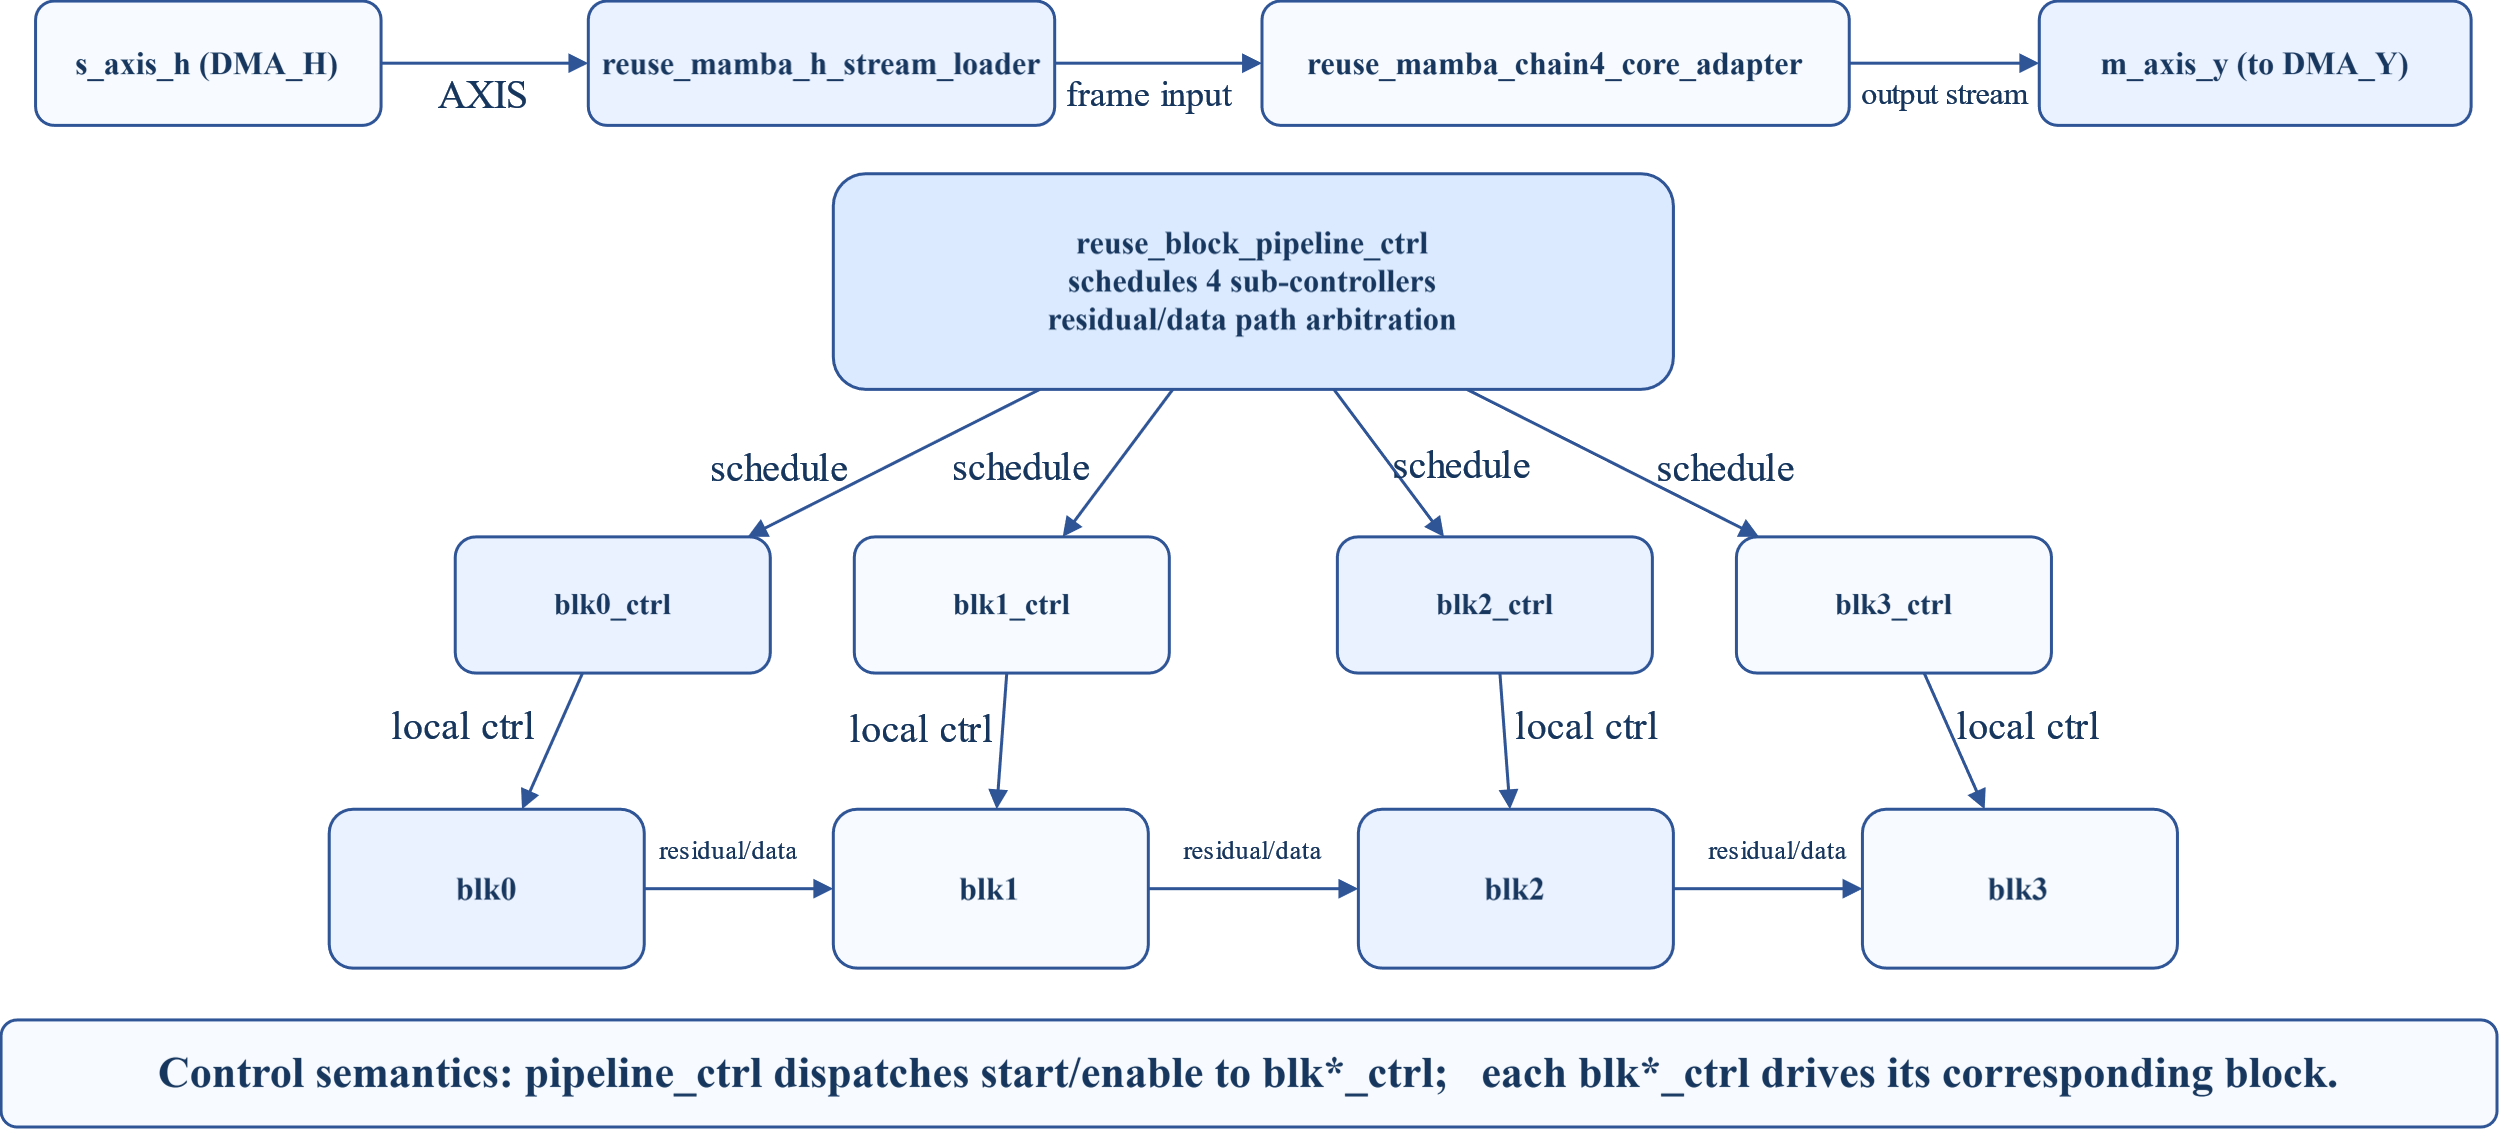 s_axis_h (DMA_H)
AXIS
reuse_mamba_h_stream_loader
frame input
reuse_mamba_chain4_core_adapter
output stream
m_axis_y (to DMA_Y)
reuse_block_pipeline_ctrl
schedules 4 sub-controllers
residual/data path arbitration
schedule
schedule
schedule
schedule
blk0_ctrl
blk1_ctrl
blk2_ctrl
blk3_ctrl
local ctrl
local ctrl
local ctrl
local ctrl
blk0
residual/data
blk1
residual/data
blk2
residual/data
blk3
Control semantics: pipeline_ctrl dispatches start/enable to blk*_ctrl; each blk*_ctrl drives its corresponding block.